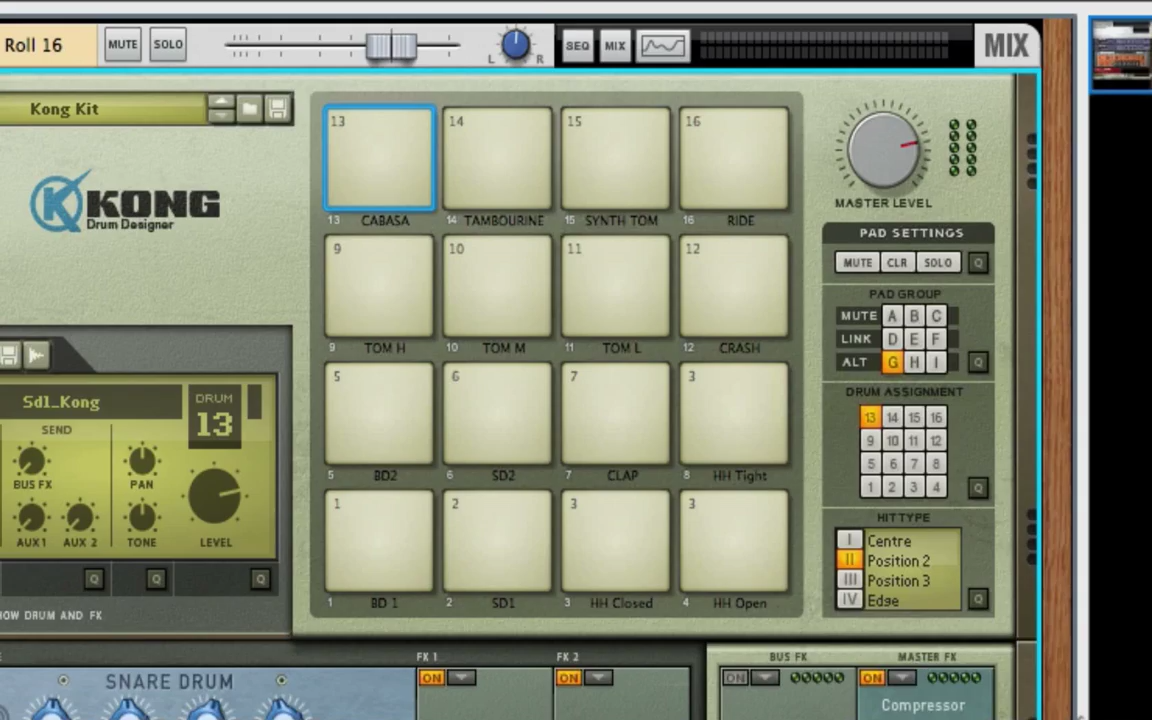 Roll 16 MUTE SOLO L R SEQ MIX MIX
Kong Kit
KONG
Drum Designer
13 14 15 16
13 CABASA 14 TAMBOURINE 15 SYNTH TOM 16 RIDE
9 10 11 12
9 TOM H 10 TOM M 11 TOM L 12 CRASH
5 6 7 3
5 BD2 6 SD2 7 CLAP 8 HH Tight
1 2 3 3
1 BD 1 2 SD1 3 HH Closed 4 HH Open
MASTER LEVEL
PAD SETTINGS
MUTE CLR SOLO Q
PAD GROUP
MUTE A B C
LINK D E F
ALT G H I Q
DRUM ASSIGNMENT
13 14 15 16
9 10 11 12
5 6 7 8
1 2 3 4 Q
HIT TYPE
I Centre
II Position 2
III Position 3
IV Edge Q
Sd1_Kong
DRUM
13
SEND
BUS FX PAN
AUX1 AUX 2 TONE LEVEL
Q Q Q
HOW DRUM AND FX
FX 1 FX 2 BUS FX MASTER FX
ON ON ON ON
SNARE DRUM
Compressor